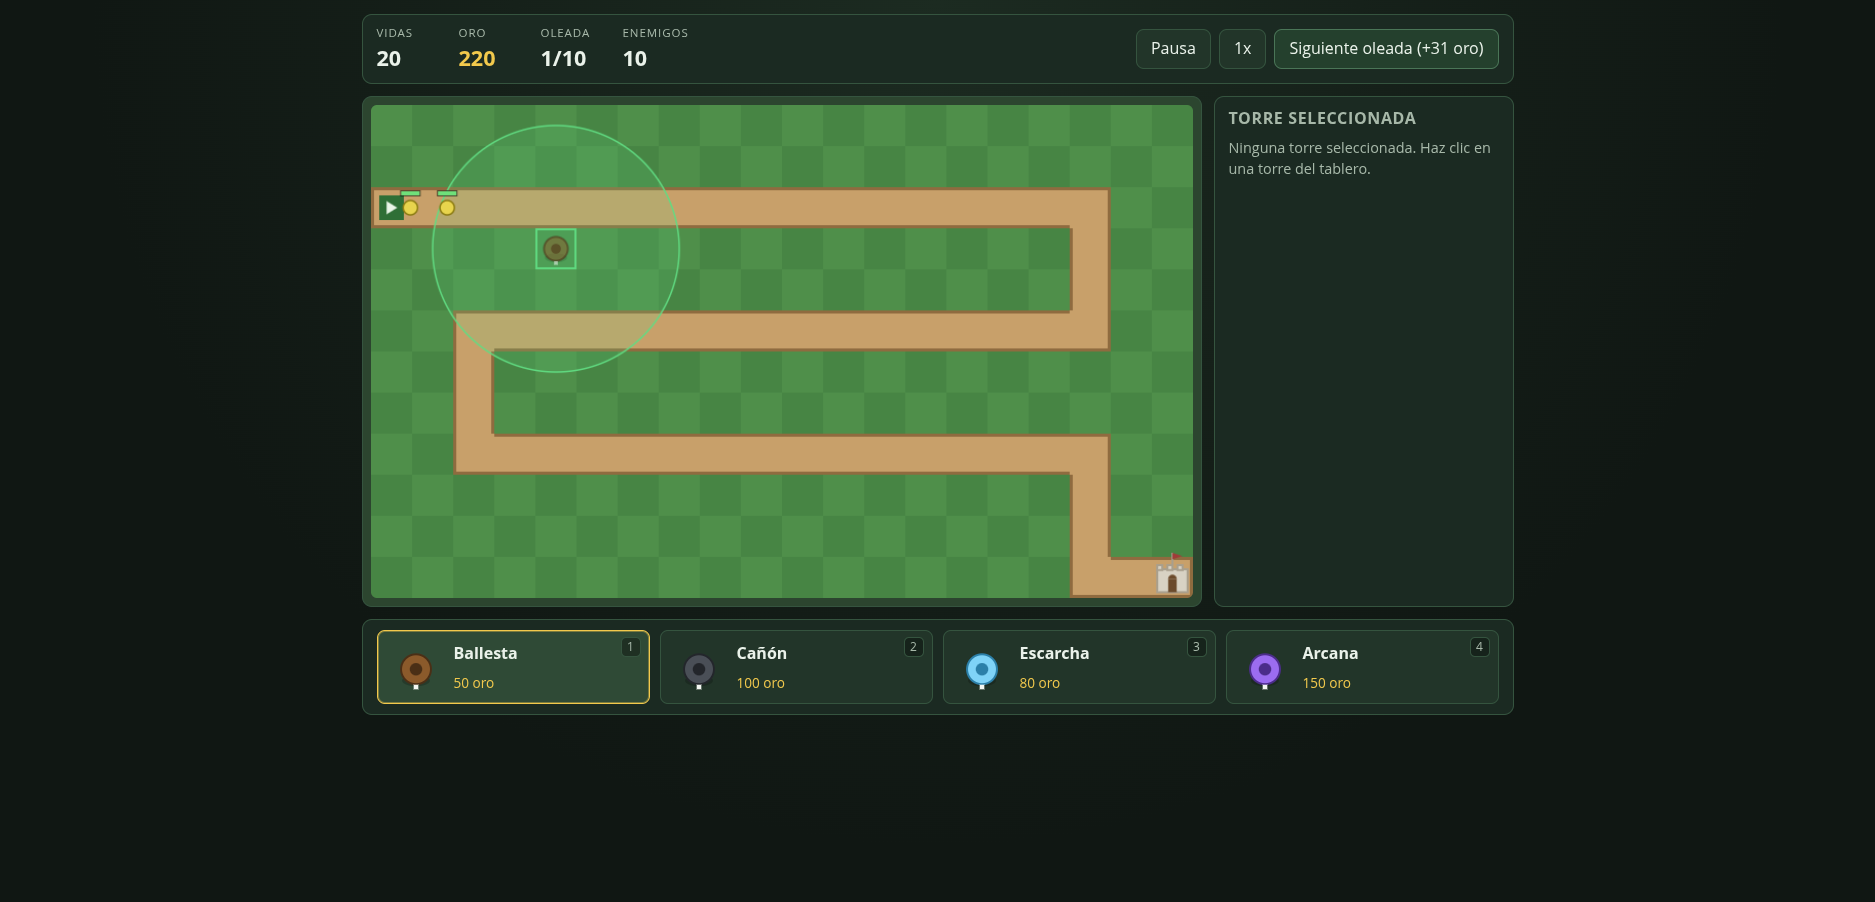 VIDAS
20
ORO
220
OLEADA
1/10
ENEMIGOS
10
Pausa
1x
Siguiente oleada (+31 oro)
TORRE SELECCIONADA
Ninguna torre seleccionada. Haz clic en
una torre del tablero.
Ballesta
50 oro
1
Cañón
100 oro
2
Escarcha
80 oro
3
Arcana
150 oro
4